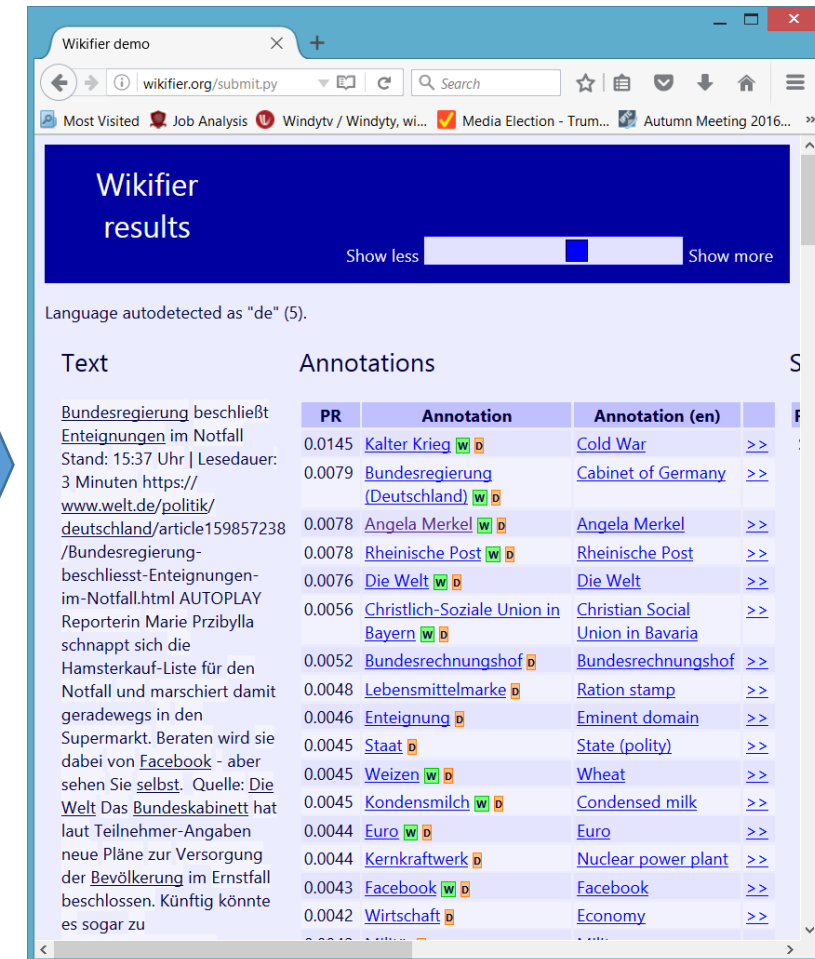 Wikifier demo
wikifier.org/submit.py
Search
Most Visited Job Analysis Windytv / Windyty, wi... Media Election - Trum... Autumn Meeting 2016... »
Wikifier
results
Show less Show more
Language autodetected as "de" (5).
Text
Bundesregierung beschließt
Enteignungen im Notfall
Stand: 15:37 Uhr | Lesedauer:
3 Minuten https://
www.welt.de/politik/
deutschland/article159857238
/Bundesregierung-
beschliesst-Enteignungen-
im-Notfall.html AUTOPLAY
Reporterin Marie Przibylla
schnappt sich die
Hamsterkauf-Liste für den
Notfall und marschiert damit
geradewegs in den
Supermarkt. Beraten wird sie
dabei von Facebook - aber
sehen Sie selbst. Quelle: Die
Welt Das Bundeskabinett hat
laut Teilnehmer-Angaben
neue Pläne zur Versorgung
der Bevölkerung im Ernstfall
beschlossen. Künftig könnte
es sogar zu
Annotations
PR Annotation Annotation (en)
0.0145 Kalter Krieg W D Cold War >>
0.0079 Bundesregierung Cabinet of Germany >>
(Deutschland) W D
0.0078 Angela Merkel W D Angela Merkel >>
0.0078 Rheinische Post W D Rheinische Post >>
0.0076 Die Welt W D Die Welt >>
0.0056 Christlich-Soziale Union in Christian Social >>
Bayern W D Union in Bavaria
0.0052 Bundesrechnungshof D Bundesrechnungshof >>
0.0048 Lebensmittelmarke D Ration stamp >>
0.0046 Enteignung D Eminent domain >>
0.0045 Staat D State (polity) >>
0.0045 Weizen W D Wheat >>
0.0045 Kondensmilch W D Condensed milk >>
0.0044 Euro W D Euro >>
0.0044 Kernkraftwerk D Nuclear power plant >>
0.0043 Facebook W D Facebook >>
0.0042 Wirtschaft D Economy >>